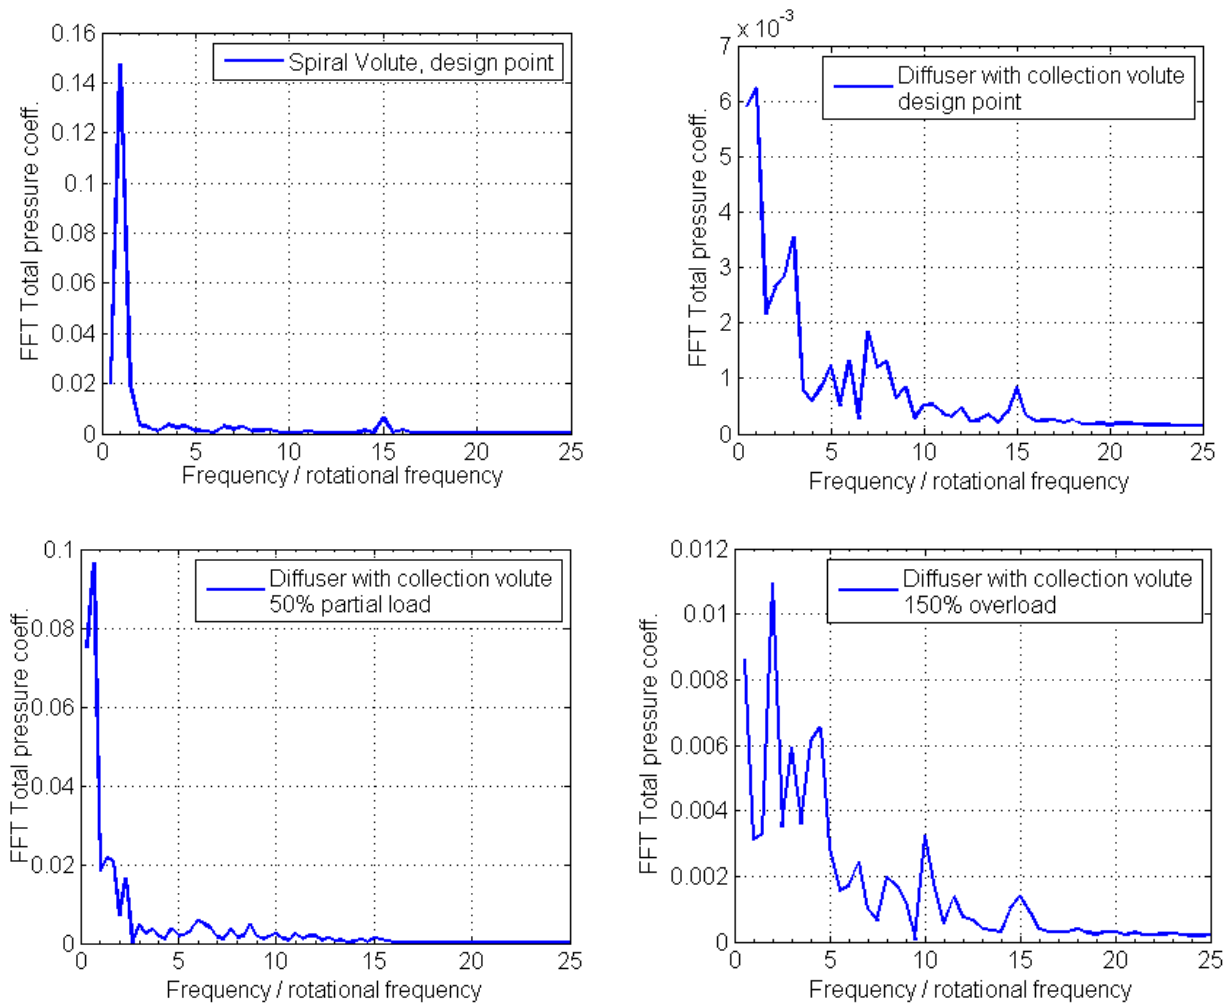 0.16
0.14
0.12
0.1
0.08
0.06
0.04
0.02
0
FFT Total pressure coeff.
Spiral Volute, design point
0 5 10 15 20 25
Frequency / rotational frequency
7 x 10⁻³
6
5
4
3
2
1
0
FFT Total pressure coeff.
Diffuser with collection volute
design point
0 5 10 15 20 25
Frequency / rotational frequency
0.1
0.08
0.06
0.04
0.02
0
FFT Total pressure coeff.
Diffuser with collection volute
50% partial load
0 5 10 15 20 25
Frequency / rotational frequency
0.012
0.01
0.008
0.006
0.004
0.002
0
FFT Total pressure coeff.
Diffuser with collection volute
150% overload
0 5 10 15 20 25
Frequency / rotational frequency